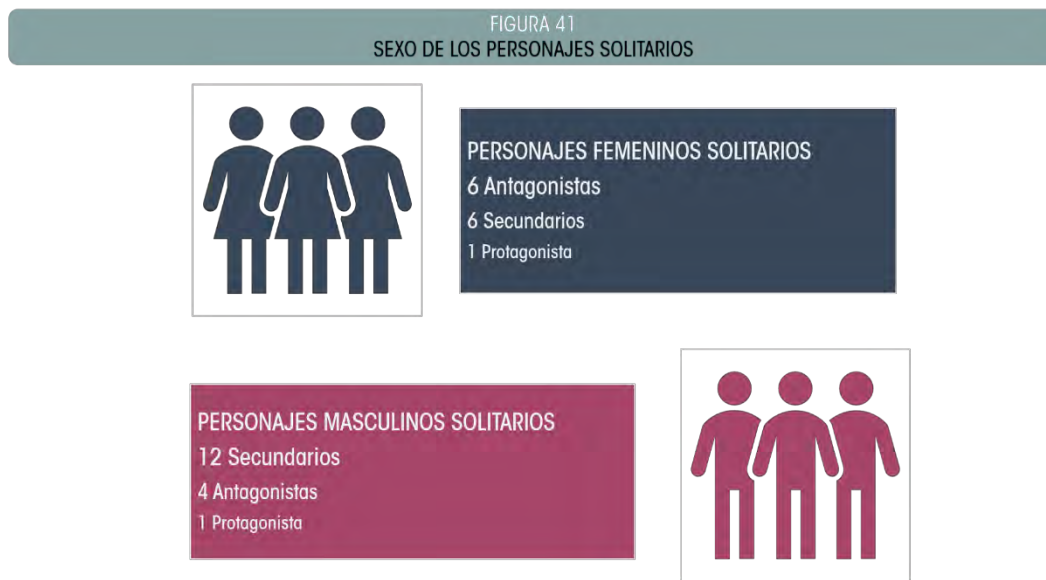 FIGURA 41
SEXO DE LOS PERSONAJES SOLITARIOS
PERSONAJES FEMENINOS SOLITARIOS
6 Antagonistas
6 Secundarios
1 Protagonista
PERSONAJES MASCULINOS SOLITARIOS
12 Secundarios
4 Antagonistas
1 Protagonista